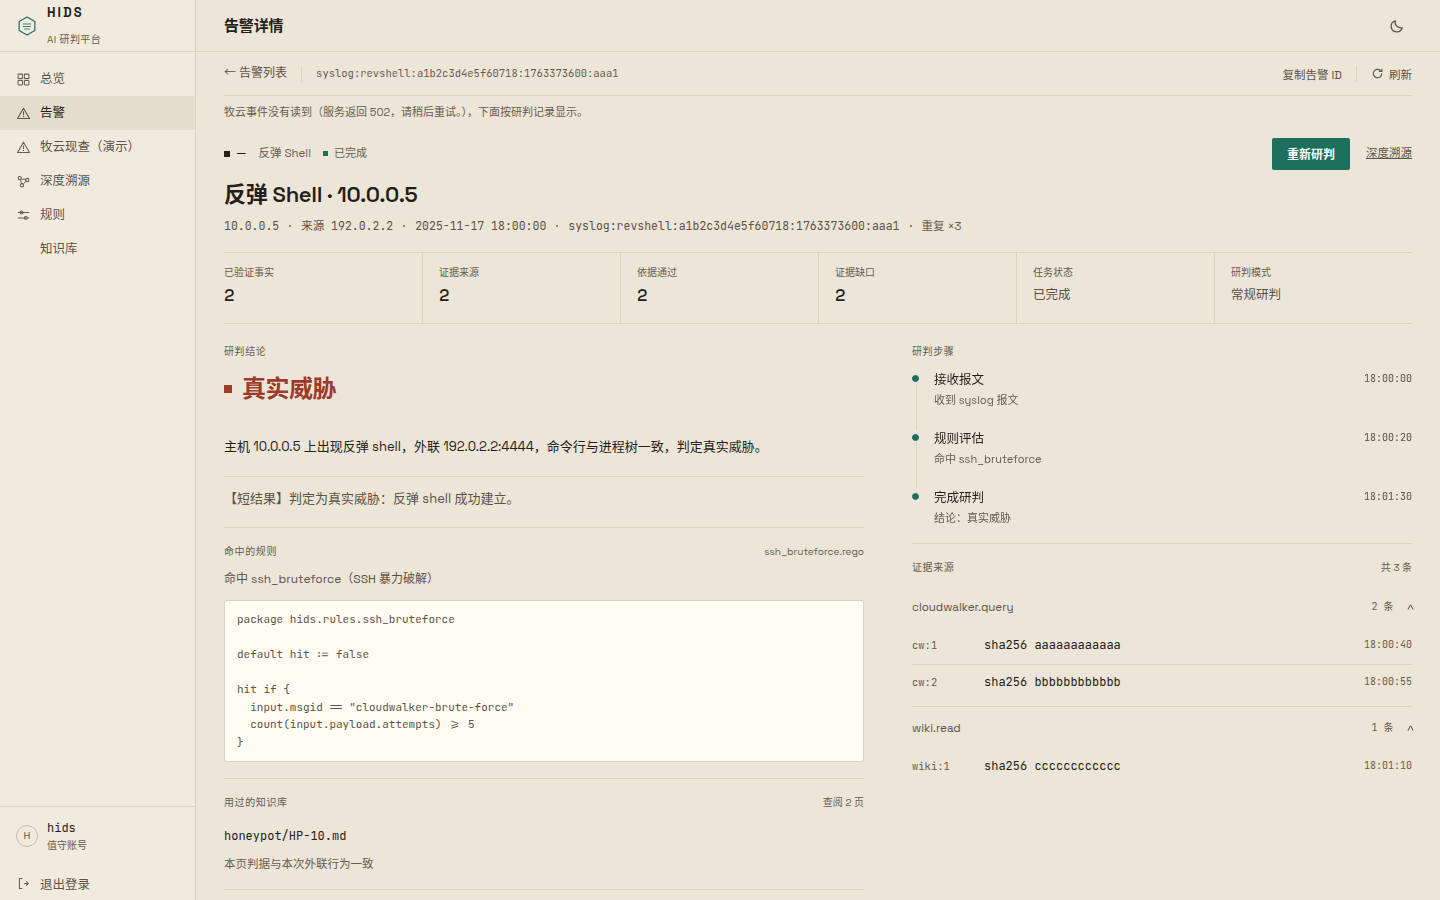 HIDS
AI 研判平台
总览
告警
牧云现查（演示）
深度溯源
规则
知识库
H
hids
值守账号
退出登录
告警详情
← 告警列表
syslog:revshell:a1b2c3d4e5f60718:1763373600:aaa1
复制告警 ID
刷新
牧云事件没有读到（服务返回 502，请稍后重试。），下面按研判记录显示。
— 反弹 Shell 已完成
重新研判
深度溯源
反弹 Shell · 10.0.0.5
10.0.0.5 · 来源 192.0.2.2 · 2025-11-17 18:00:00 · syslog:revshell:a1b2c3d4e5f60718:1763373600:aaa1 · 重复 ×3
已验证事实
2
证据来源
2
依据通过
2
证据缺口
2
任务状态
已完成
研判模式
常规研判
研判结论
真实威胁
主机 10.0.0.5 上出现反弹 shell，外联 192.0.2.2:4444，命令行与进程树一致，判定真实威胁。
【短结果】判定为真实威胁：反弹 shell 成功建立。
命中的规则
ssh_bruteforce.rego
命中 ssh_bruteforce（SSH 暴力破解）
package hids.rules.ssh_bruteforce
default hit := false
hit if {
input.msgid == "cloudwalker-brute-force"
count(input.payload.attempts) >= 5
}
用过的知识库
查阅 2 页
honeypot/HP-10.md
本页判据与本次外联行为一致
研判步骤
接收报文
18:00:00
收到 syslog 报文
规则评估
18:00:20
命中 ssh_bruteforce
完成研判
18:01:30
结论：真实威胁
证据来源
共 3 条
cloudwalker.query
2 条
cw:1 sha256 aaaaaaaaaaaa 18:00:40
cw:2 sha256 bbbbbbbbbbbb 18:00:55
wiki.read
1 条
wiki:1 sha256 cccccccccccc 18:01:10